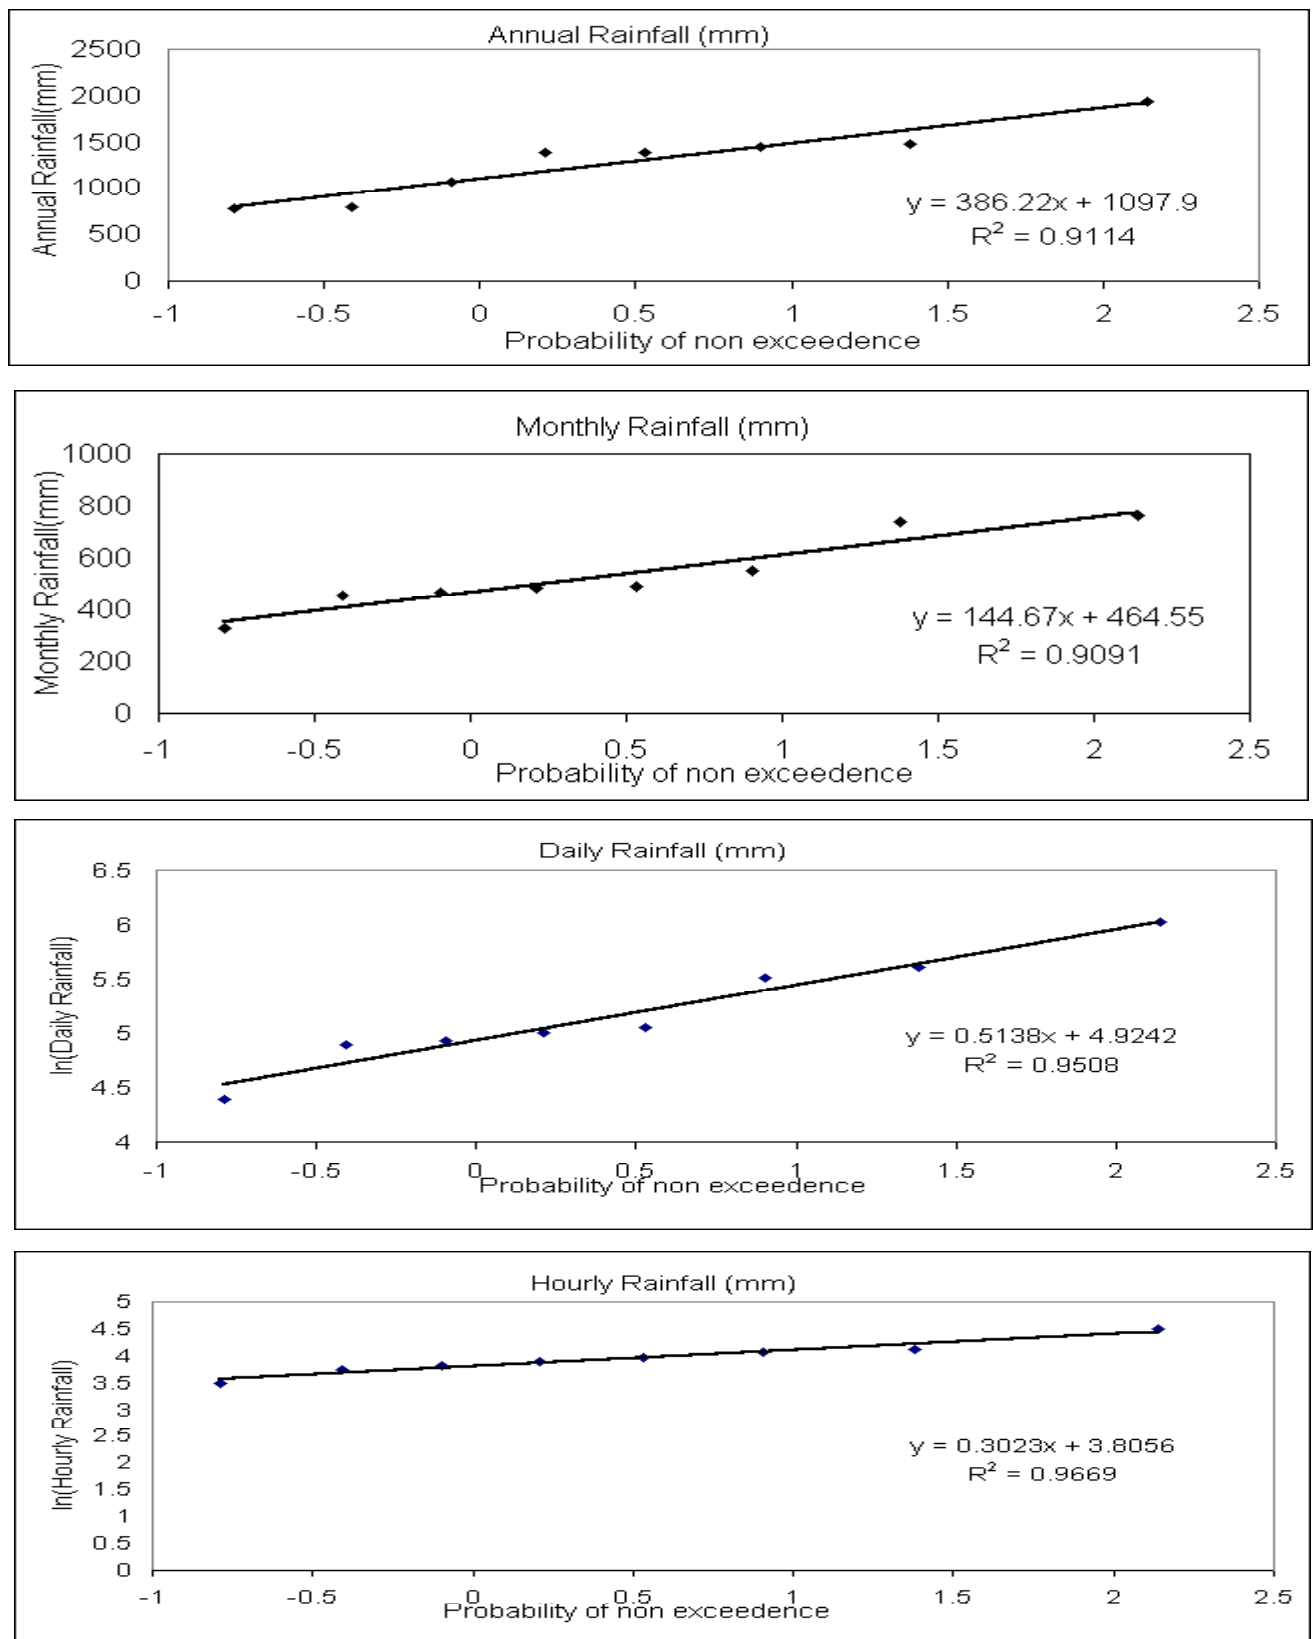 Annual Rainfall (mm)
Annual Rainfall(mm)
2500
2000
1500
1000
500
0
y = 386.22x + 1097.9
R² = 0.9114
-1 -0.5 0 0.5 1 1.5 2 2.5
Probability of non exceedence
Monthly Rainfall (mm)
Monthly Rainfall(mm)
1000
800
600
400
200
0
y = 144.67x + 464.55
R² = 0.9091
-1 -0.5 0 0.5 1 1.5 2 2.5
Probability of non exceedence
Daily Rainfall (mm)
ln(Daily Rainfall)
6.5
6
5.5
5
4.5
4
y = 0.5138x + 4.9242
R² = 0.9508
-1 -0.5 0 0.5 1 1.5 2 2.5
Probability of non exceedence
Hourly Rainfall (mm)
ln(Hourly Rainfall)
5
4.5
4
3.5
3
2.5
2
1.5
1
0.5
0
y = 0.3023x + 3.8056
R² = 0.9669
-1 -0.5 0 0.5 1 1.5 2 2.5
Probability of non exceedence